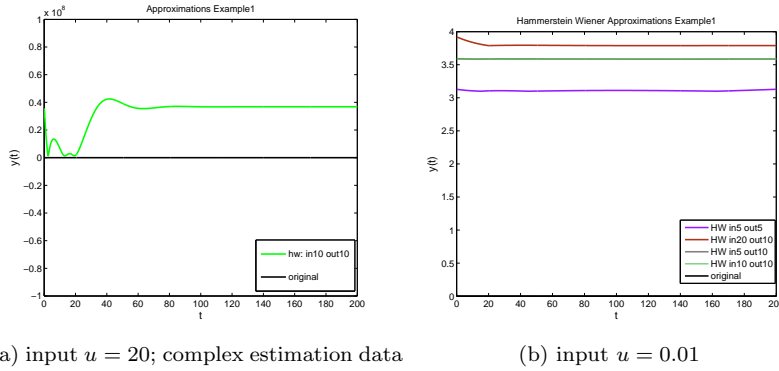 Approximations Example1
x 10⁸
1
0.8
0.6
0.4
0.2
0
−0.2
−0.4
−0.6
−0.8
−1
y(t)
0 20 40 60 80 100 120 140 160 180 200
t
hw: in10 out10
original
a) input u = 20; complex estimation data
Hammerstein Wiener Approximations Example1
4
3.5
3
2.5
2
1.5
1
0.5
0
y(t)
0 20 40 60 80 100 120 140 160 180 200
t
HW in5 out5
HW in20 out10
HW in5 out10
HW in10 out10
original
(b) input u = 0.01